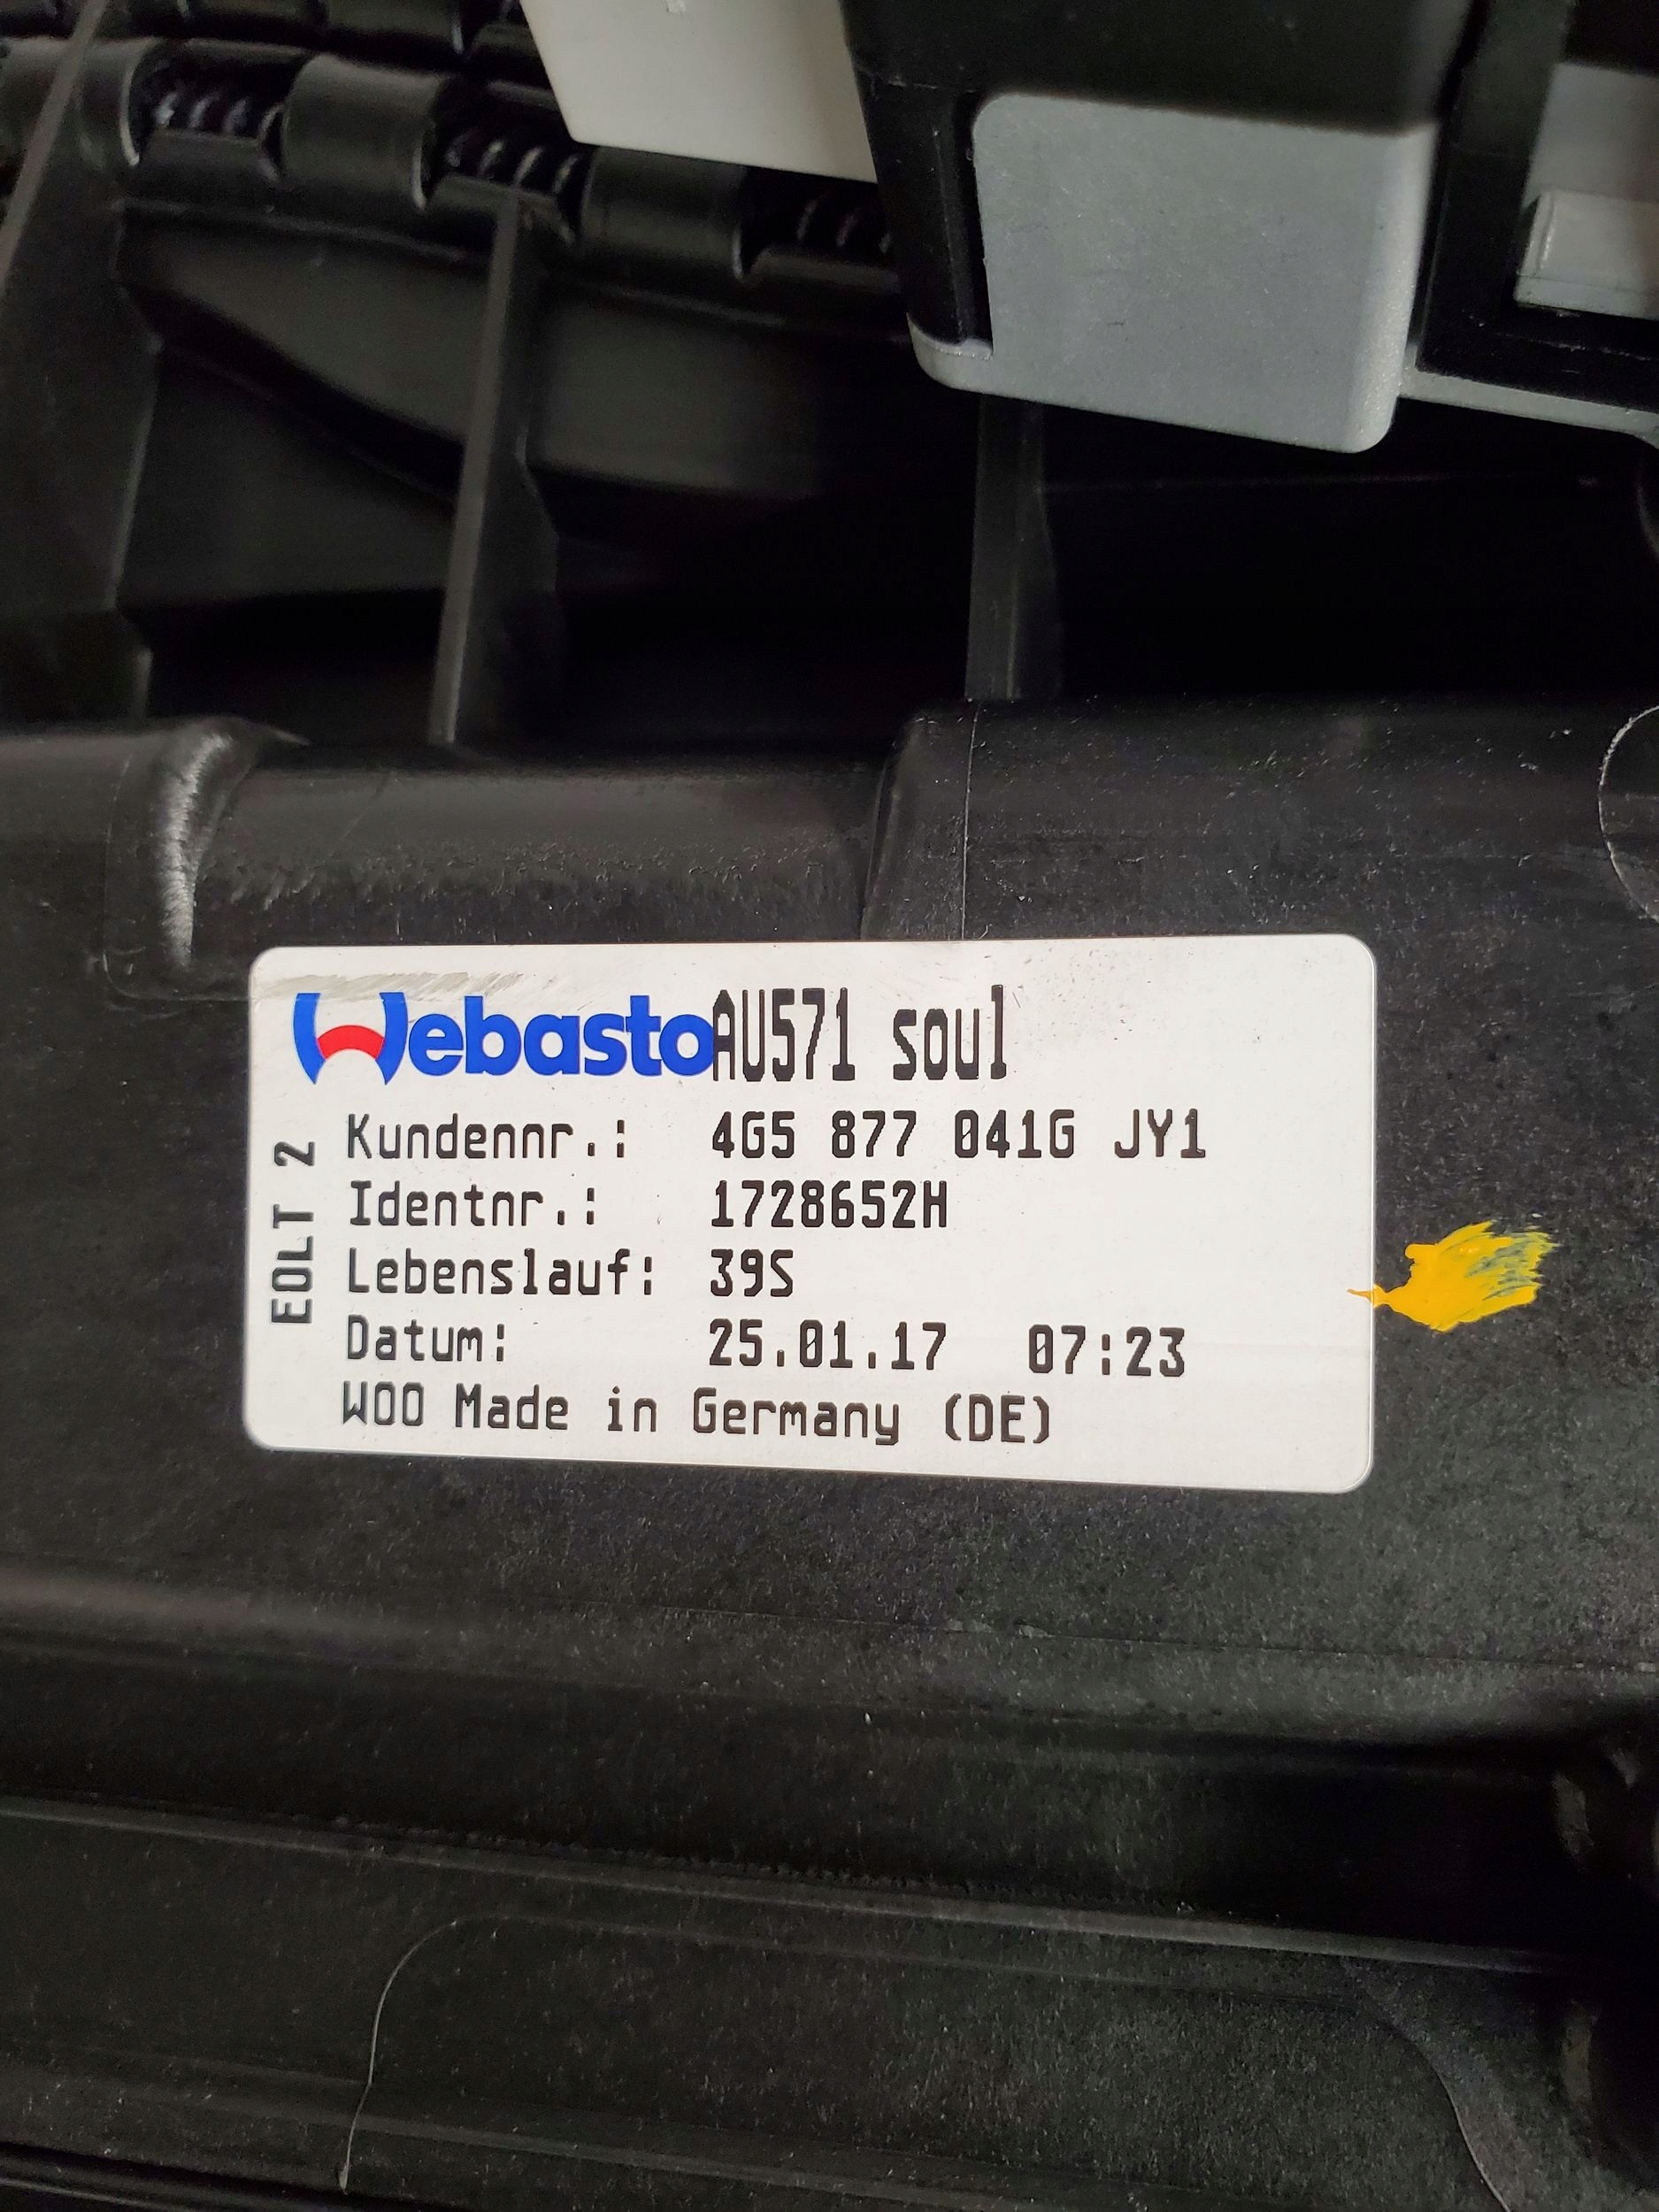 Webasto AU571 soul
EOLT 2
Kundennr.: 4G5 877 041G JY1
Identnr.: 1728652H
Lebenslauf: 39S
Datum: 25.01.17 07:23
WOO Made in Germany (DE)